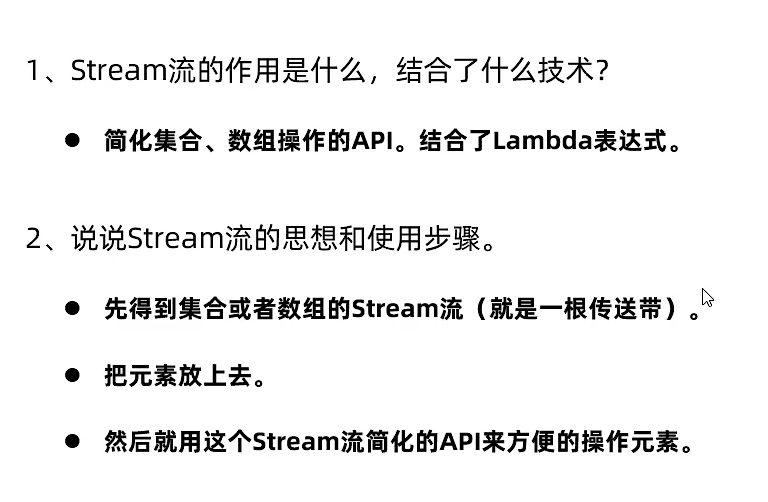 1、Stream流的作用是什么，结合了什么技术？
● 简化集合、数组操作的API。结合了Lambda表达式。
2、说说Stream流的思想和使用步骤。
● 先得到集合或者数组的Stream流（就是一根传送带）。
● 把元素放上去。
● 然后就用这个Stream流简化的API来方便的操作元素。